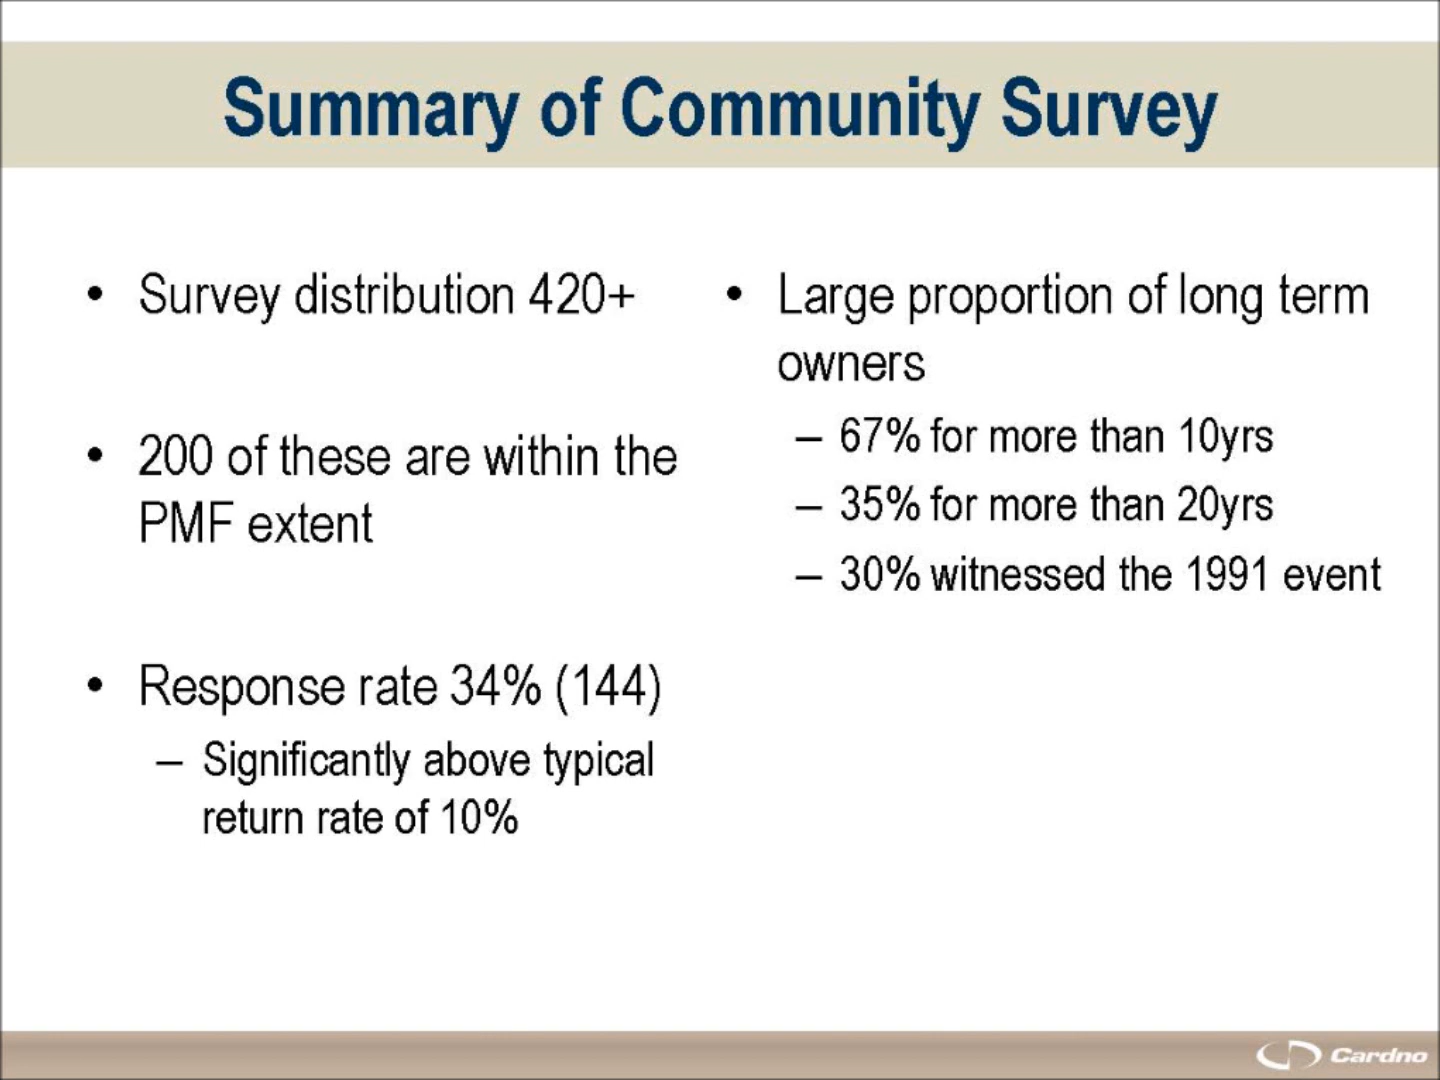 Summary of Community Survey
• Survey distribution 420+
• 200 of these are within the
PMF extent
• Response rate 34% (144)
– Significantly above typical
return rate of 10%
• Large proportion of long term
owners
– 67% for more than 10yrs
– 35% for more than 20yrs
– 30% witnessed the 1991 event
Cardno